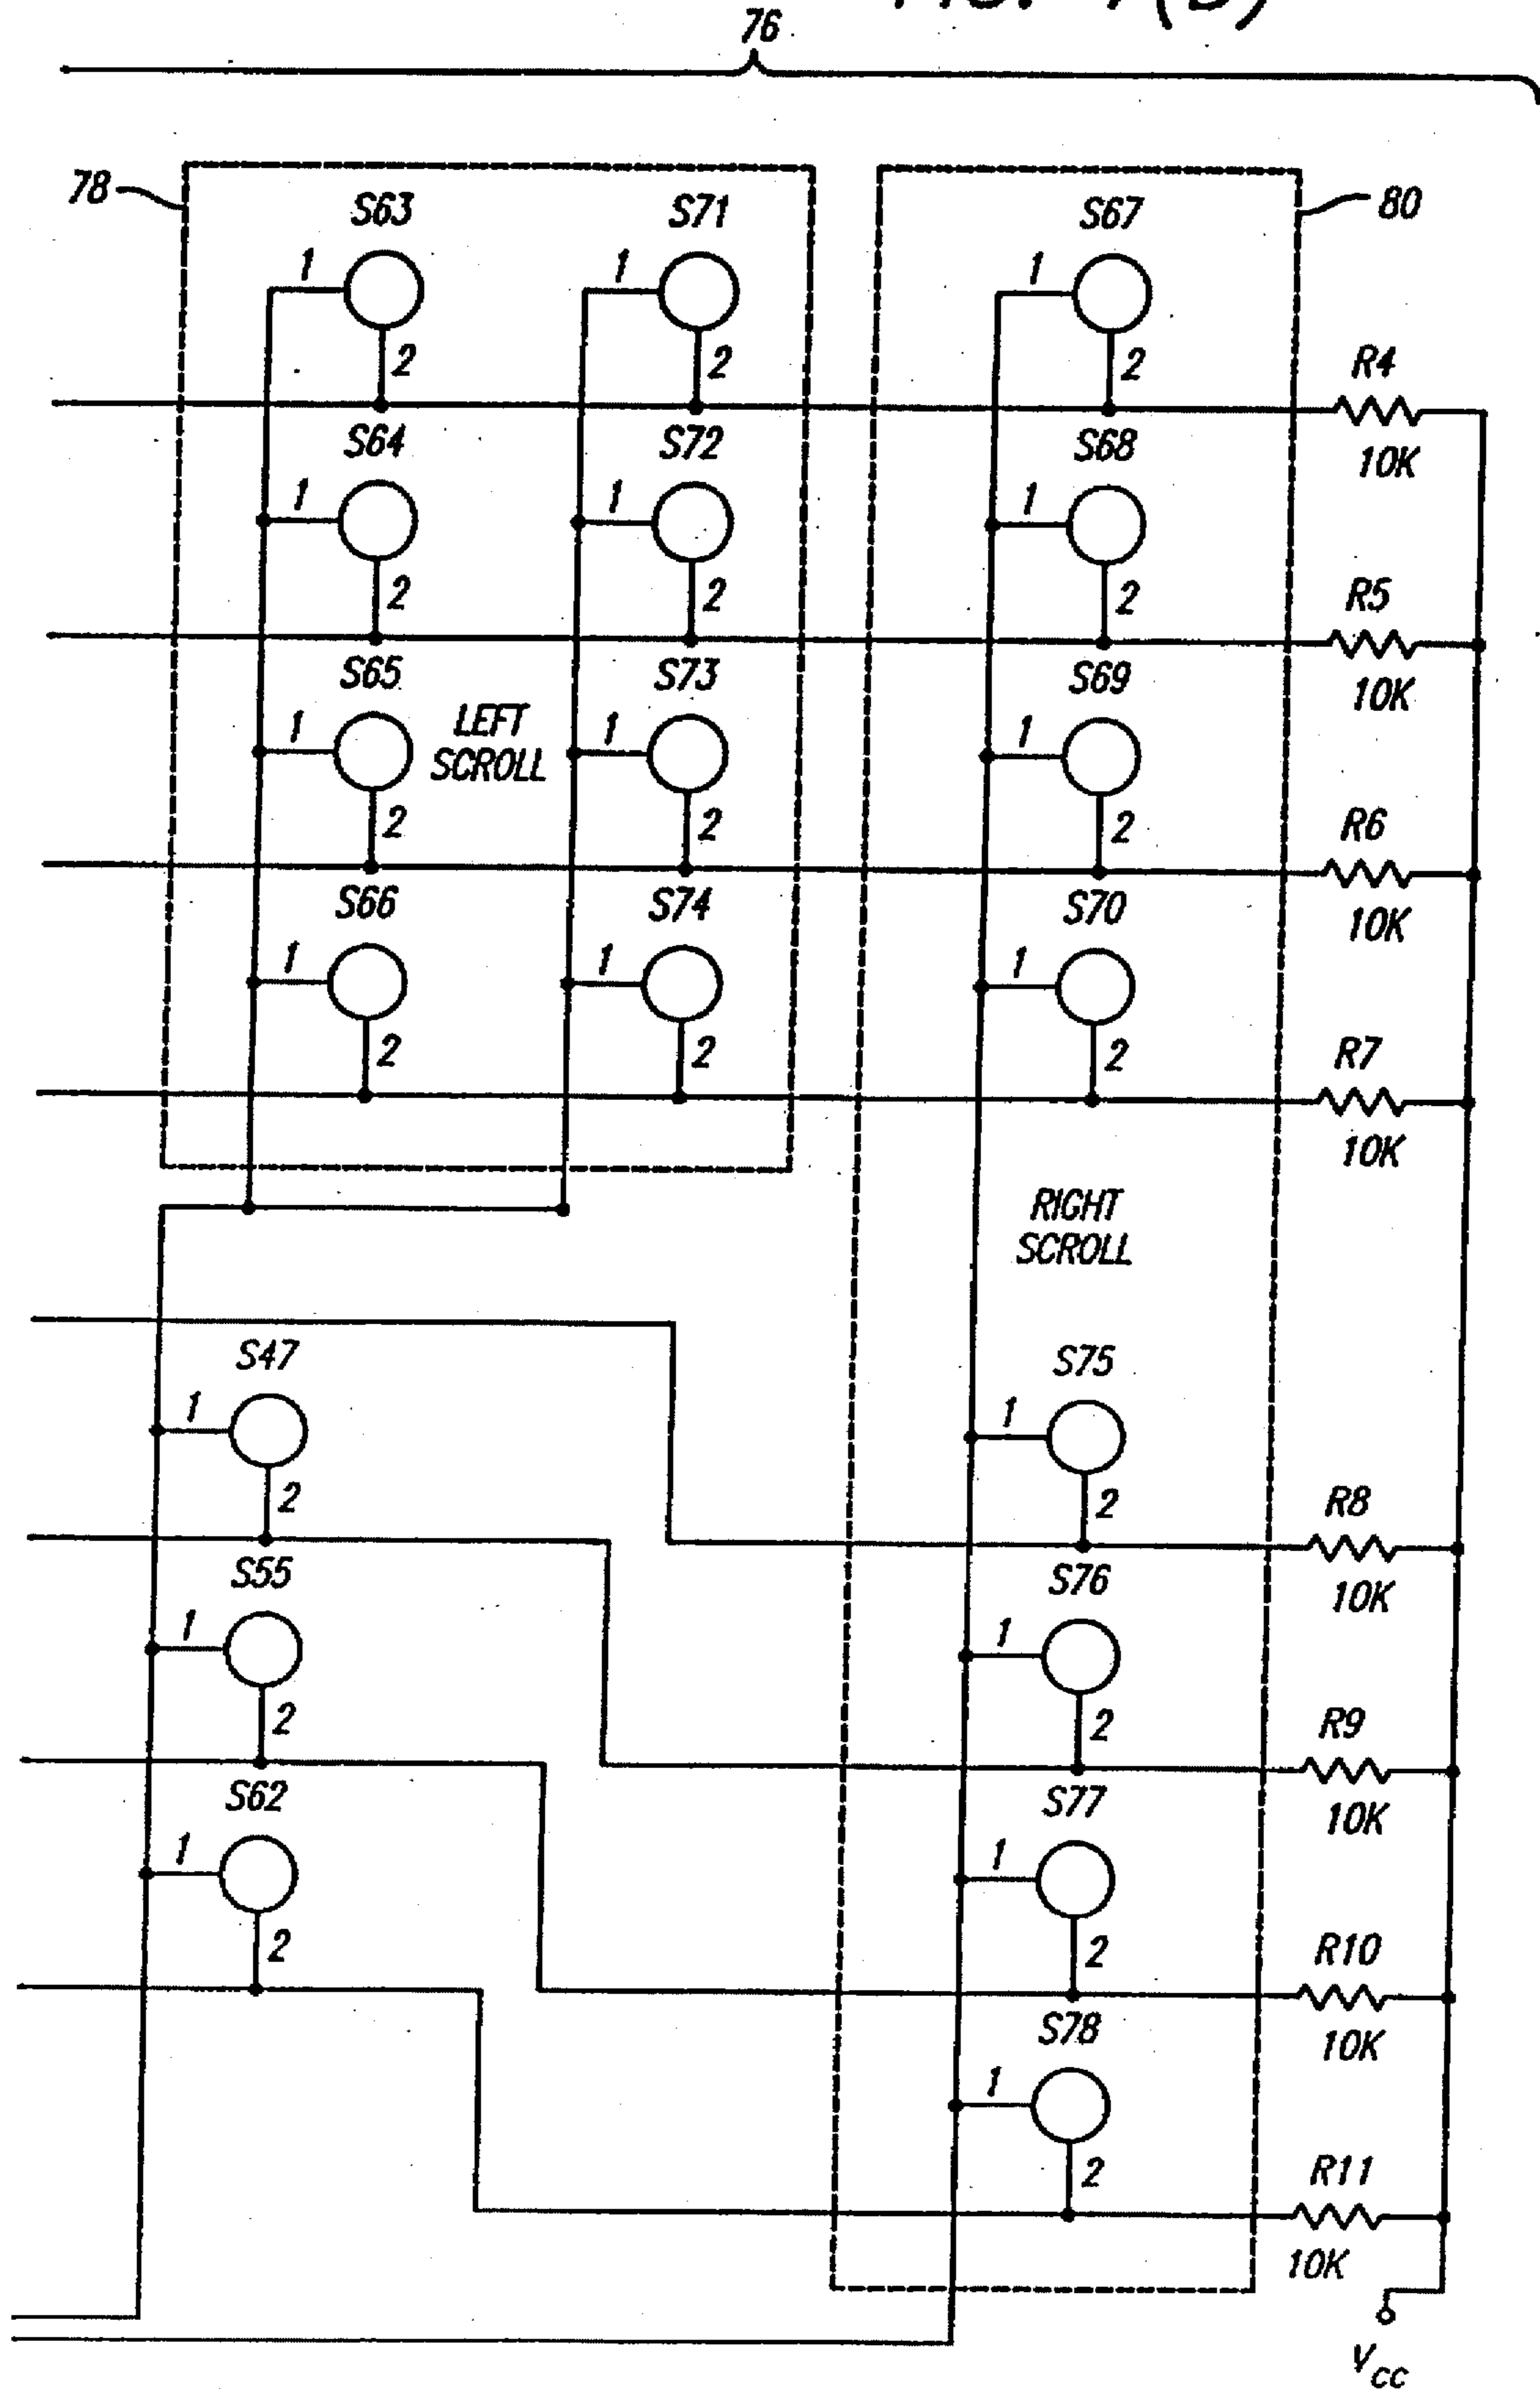 76
78
80
S63 S71 S67
1 1 1
2 2 2
R4
10K
S64 S72 S68
1 1 1
2 2 2
R5
10K
S65 S73 S69
LEFT
SCROLL
1 1 1
2 2 2
R6
10K
S66 S74 S70
1 1 1
2 2 2
R7
10K
RIGHT
SCROLL
S47 S75
1 1
2 2
R8
10K
S55 S76
1 1
2 2
R9
10K
S62 S77
1 1
2 2
R10
10K
S78
1
2
R11
10K
VCC